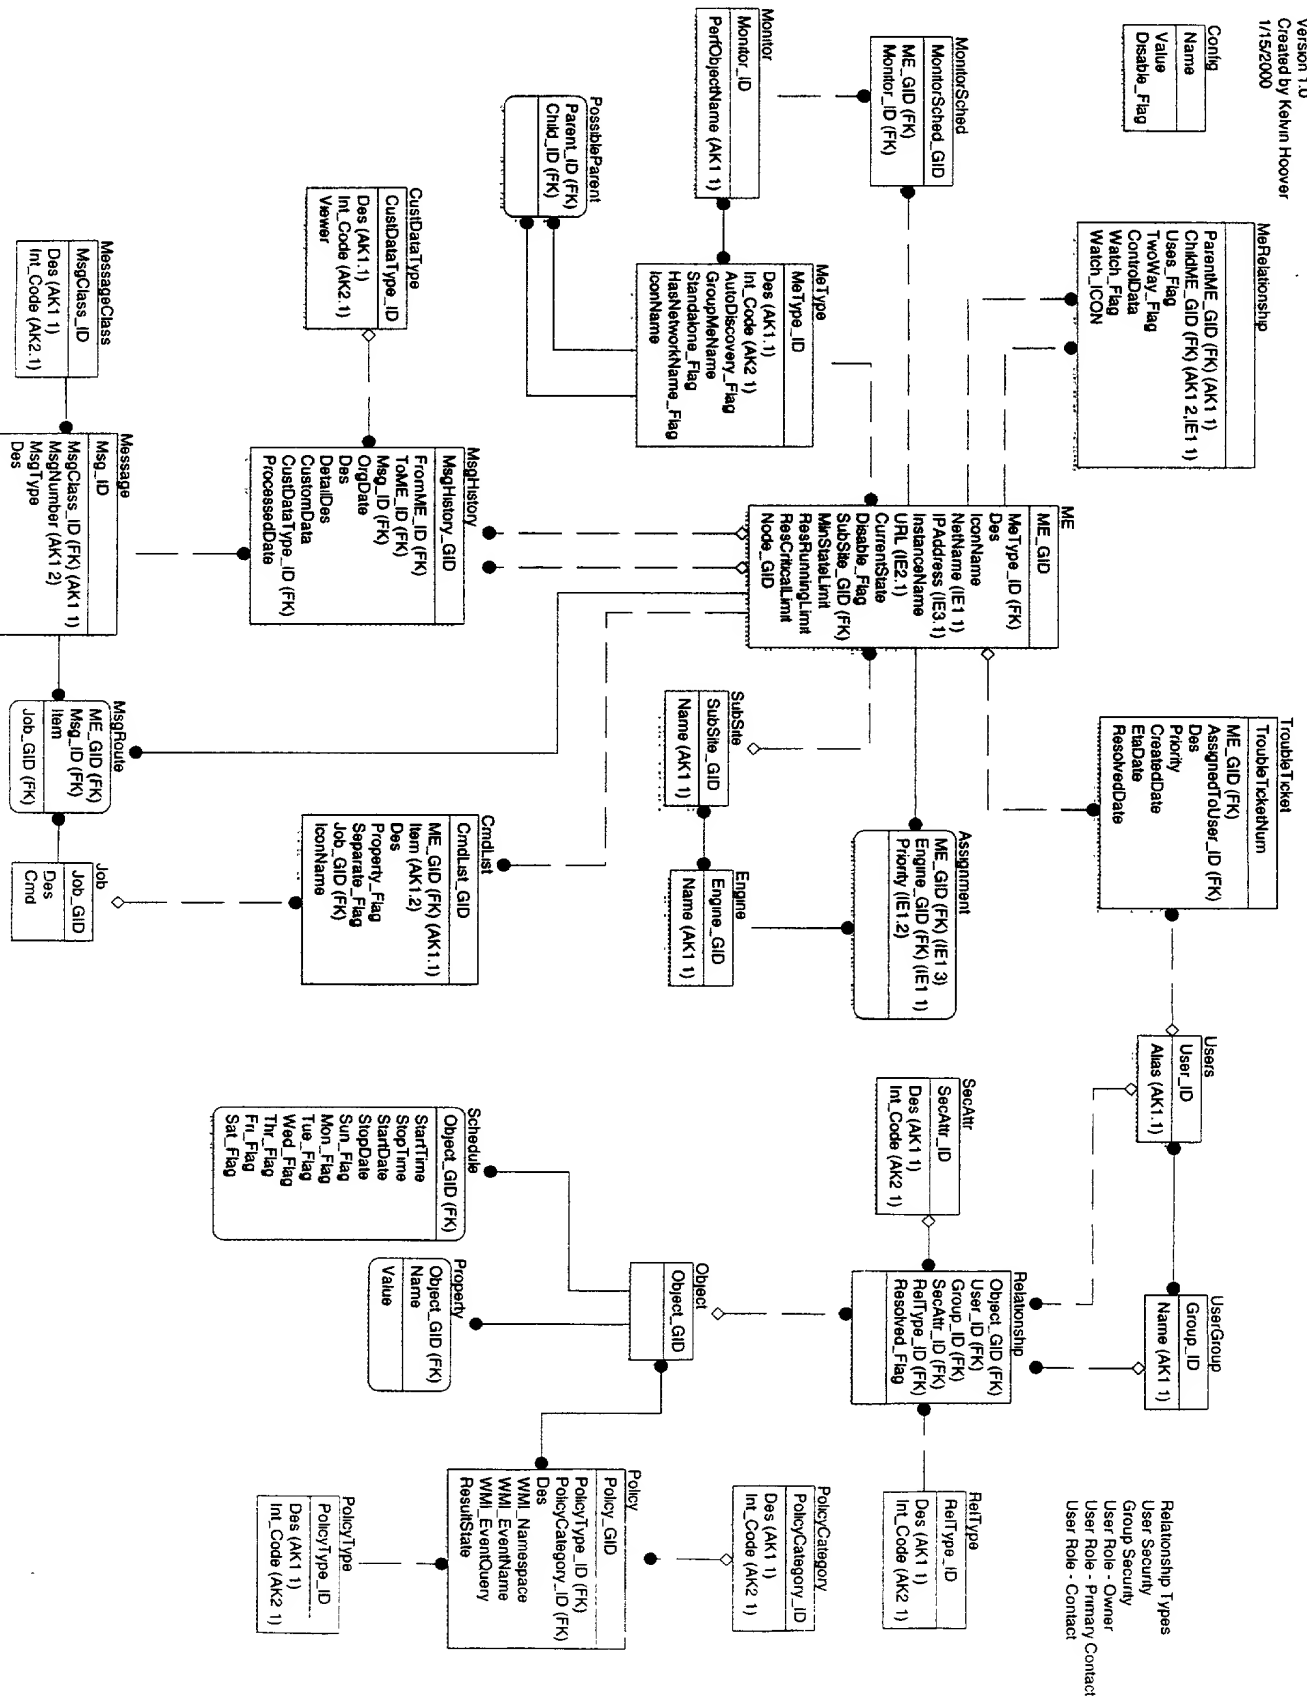 Version 1.0
Created by Kelvin Hoover
1/15/2000
Config
Name
Value
Disable_Flag
MeRelationship
ParentME_GID (FK) (AK1 1)
ChildME_GID (FK) (AK1 2,IE1 1)
Uses_Flag
TwoWay_Flag
ControlData
Watch_Flag
Watch_ICON
TroubleTicket
TroubleTicketNum
ME_GID (FK)
AssignedToUser_ID (FK)
Des
Priority
CreatedDate
EtaDate
ResolvedDate
Users
User_ID
Alias (AK1.1)
UserGroup
Group_ID
Name (AK1 1)
Relationship Types
User Security
Group Security
User Role - Owner
User Role - Primary Contact
User Role - Contact
MonitorSched
MonitorSched_GID
ME_GID (FK)
Monitor_ID (FK)
ME
ME_GID
MeType_ID (FK)
Des
IconName
NetName (IE1 1)
IPAddress (IE3.1)
InstanceName
URL (IE2.1)
CurrentState
Disable_Flag
SubSite_GID (FK)
MinStateLimit
ResRunningLimit
ResCriticalLimit
Node_GID
Assignment
ME_GID (FK) (IE1 3)
Engine_GID (FK) (IE1 1)
Priority (IE1.2)
SecAttr
SecAttr_ID
Des (AK1 1)
Int_Code (AK2 1)
Relationship
Object_GID (FK)
User_ID (FK)
Group_ID (FK)
SecAttr_ID (FK)
RelType_ID (FK)
Resolved_Flag
RelType
RelType_ID
Des (AK1 1)
Int_Code (AK2 1)
Monitor
Monitor_ID
PerfObjectName (AK1 1)
MeType
MeType_ID
Des (AK1.1)
Int_Code (AK2 1)
AutoDiscovery_Flag
GroupMeName
Standalone_Flag
HasNetworkName_Flag
IconName
SubSite
SubSite_GID
Name (AK1 1)
Engine
Engine_GID
Name (AK1 1)
Object
Object_GID
PolicyCategory
PolicyCategory_ID
Des (AK1 1)
Int_Code (AK2 1)
PossibleParent
Parent_ID (FK)
Child_ID (FK)
CustDataType
CustDataType_ID
Des (AK1.1)
Int_Code (AK2.1)
Viewer
MsgHistory
MsgHistory_GID
FromME_ID (FK)
ToME_ID (FK)
Msg_ID (FK)
OrgDate
Des
DetailDes
CustomData
CustDataType_ID (FK)
ProcessedDate
CmdList
CmdList_GID
ME_GID (FK) (AK1.1)
Item (AK1.2)
Des
Property_Flag
Separate_Flag
Job_GID (FK)
IconName
Schedule
Object_GID (FK)
StartTime
StopTime
StartDate
StopDate
Sun_Flag
Mon_Flag
Tue_Flag
Wed_Flag
Thr_Flag
Fri_Flag
Sat_Flag
Property
Object_GID (FK)
Name
Value
Policy
Policy_GID
PolicyType_ID (FK)
PolicyCategory_ID (FK)
Des
WMI_Namespace
WMI_EventName
WMI_EventQuery
ResultState
PolicyType
PolicyType_ID
Des (AK1 1)
Int_Code (AK2 1)
MessageClass
MsgClass_ID
Des (AK1 1)
Int_Code (AK2.1)
Message
Msg_ID
MsgClass_ID (FK) (AK1 1)
MsgNumber (AK1 2)
MsgType
Des
MsgRoute
ME_GID (FK)
Msg_ID (FK)
Item
Job_GID (FK)
Job
Job_GID
Des
Cmd